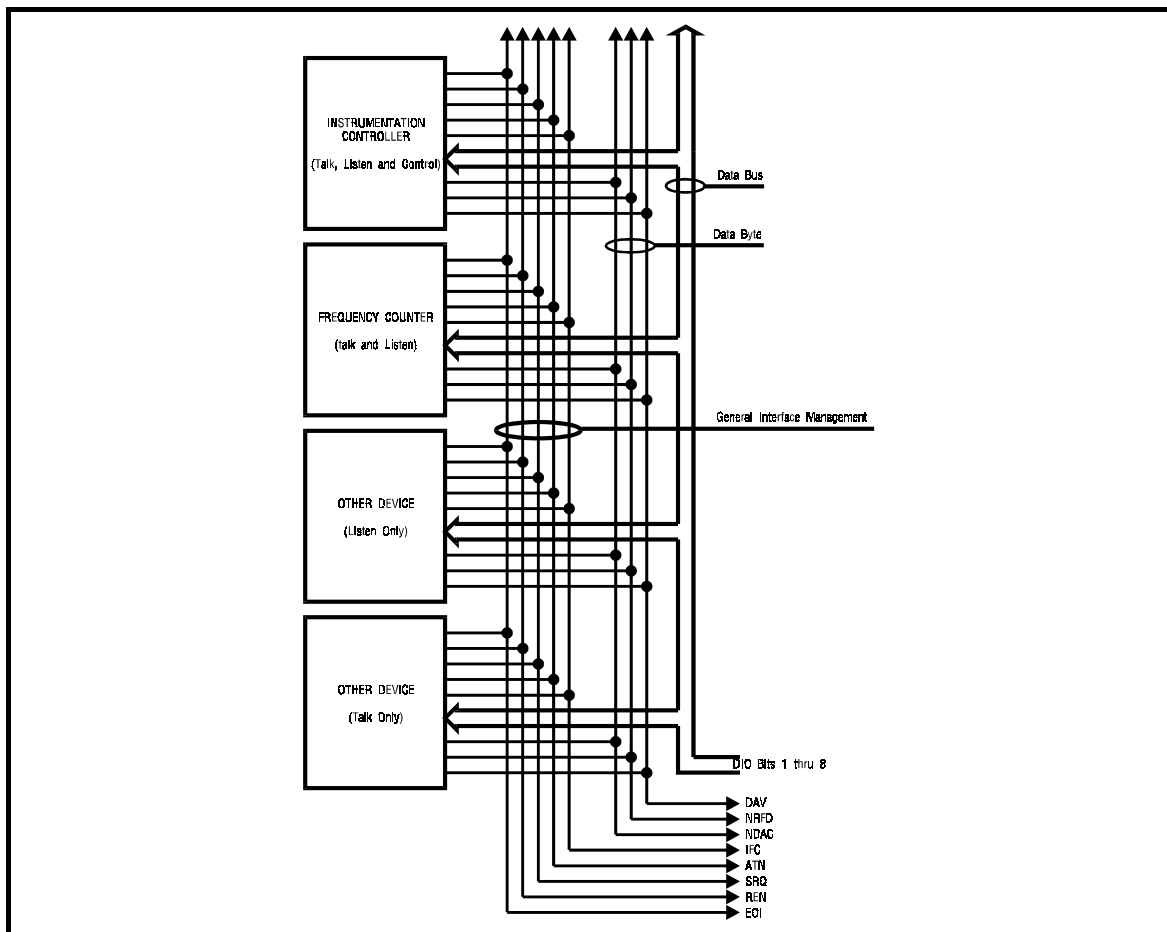 INSTRUMENTATION
CONTROLLER
(Talk, Listen and Control)
Data Bus
Data Byte
FREQUENCY COUNTER
(talk and Listen)
General Interface Management
OTHER DEVICE
(Listen Only)
OTHER DEVICE
(Talk Only)
DIO Bits 1 thru 8
DAV
NRFD
NDAC
IFC
ATN
SRQ
REN
EOI